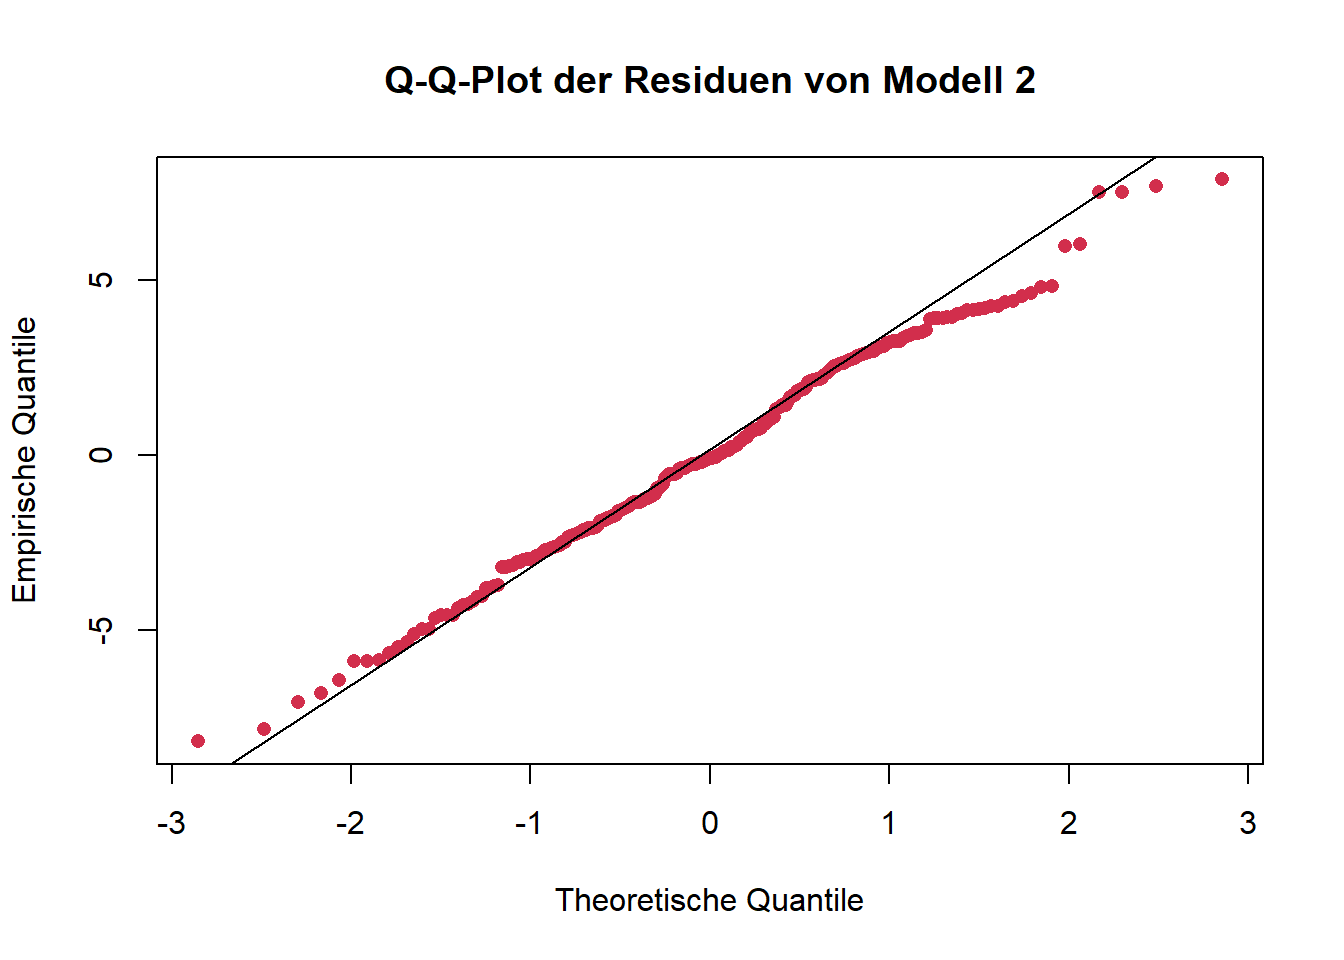 Q-Q-Plot der Residuen von Modell 2
Empirische Quantile
5
0
-5
-3 -2 -1 0 1 2 3
Theoretische Quantile